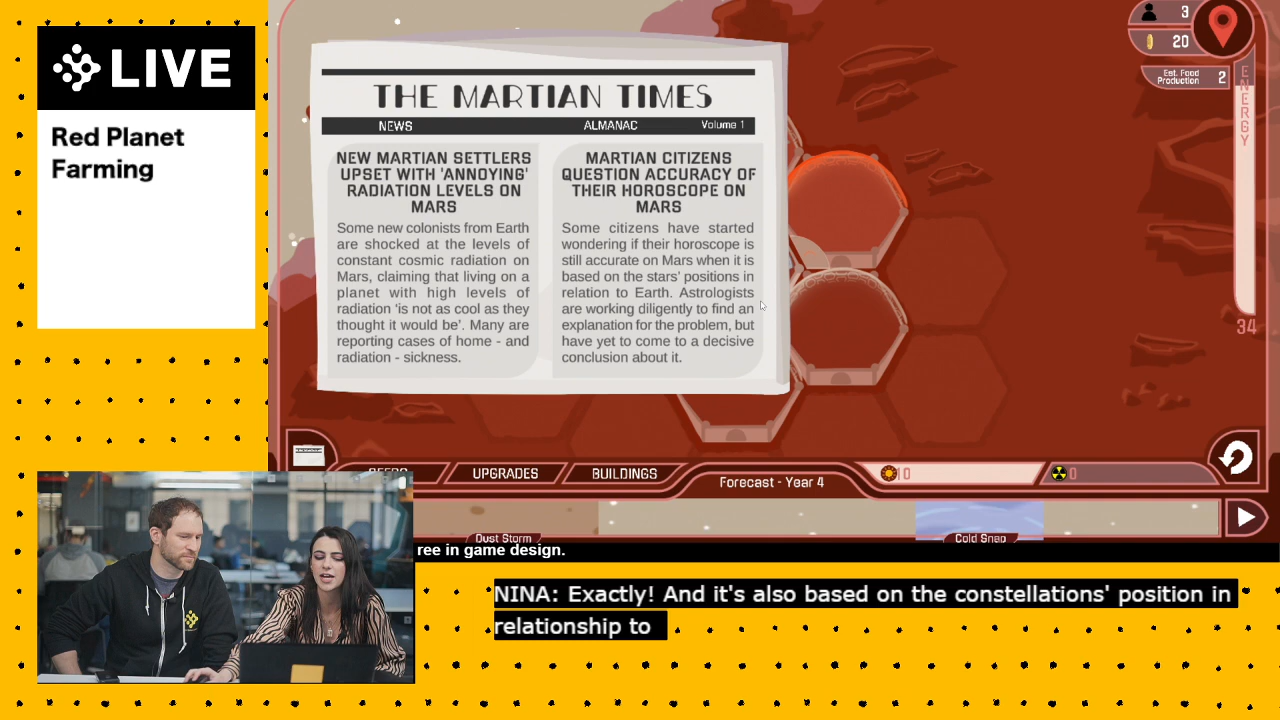 LIVE
Red Planet
Farming
THE MARTIAN TIMES
NEWS
ALMANAC
Volume 1
NEW MARTIAN SETTLERS
UPSET WITH 'ANNOYING'
RADIATION LEVELS ON
MARS
Some new colonists from Earth
are shocked at the levels of
constant cosmic radiation on
Mars, claiming that living on a
planet with high levels of
radiation 'is not as cool as they
thought it would be'. Many are
reporting cases of home - and
radiation - sickness.
MARTIAN CITIZENS
QUESTION ACCURACY OF
THEIR HOROSCOPE ON
MARS
Some citizens have started
wondering if their horoscope is
still accurate on Mars when it is
based on the stars' positions in
relation to Earth. Astrologists
are working diligently to find an
explanation for the problem, but
have yet to come to a decisive
conclusion about it.
3
20
Est. Food
Production
2
ENERGY
34
UPGRADES
BUILDINGS
Forecast - Year 4
0
0
Dust Storm
Cold Snap
ree in game design.
NINA: Exactly! And it's also based on the constellations' position in
relationship to